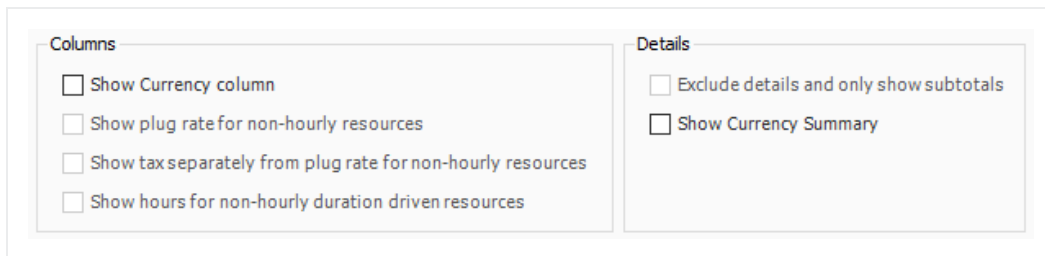 Columns
Show Currency column
Show plug rate for non-hourly resources
Show tax separately from plug rate for non-hourly resources
Show hours for non-hourly duration driven resources
Details
Exclude details and only show subtotals
Show Currency Summary